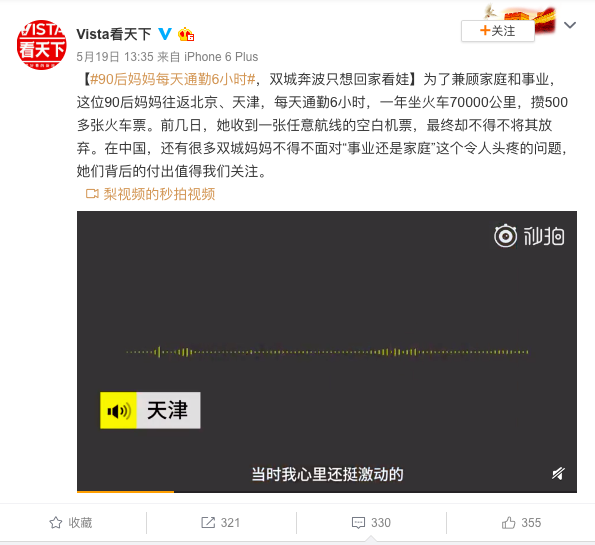 VISTA
看天下
Vista看天下
+关注
5月19日 13:35 来自 iPhone 6 Plus
【#90后妈妈每天通勤6小时#，双城奔波只想回家看娃】为了兼顾家庭和事业，
这位90后妈妈往返北京、天津，每天通勤6小时，一年坐火车70000公里，攒500
多张火车票。前几日，她收到一张任意航线的空白机票，最终却不得不将其放
弃。在中国，还有很多双城妈妈不得不面对“事业还是家庭”这个令人头疼的问题，
她们背后的付出值得我们关注。
梨视频的秒拍视频
秒拍
天津
当时我心里还挺激动的
收藏
321
330
355